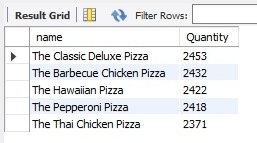 Result Grid Filter Rows:
name Quantity
The Classic Deluxe Pizza 2453
The Barbecue Chicken Pizza 2432
The Hawaiian Pizza 2422
The Pepperoni Pizza 2418
The Thai Chicken Pizza 2371